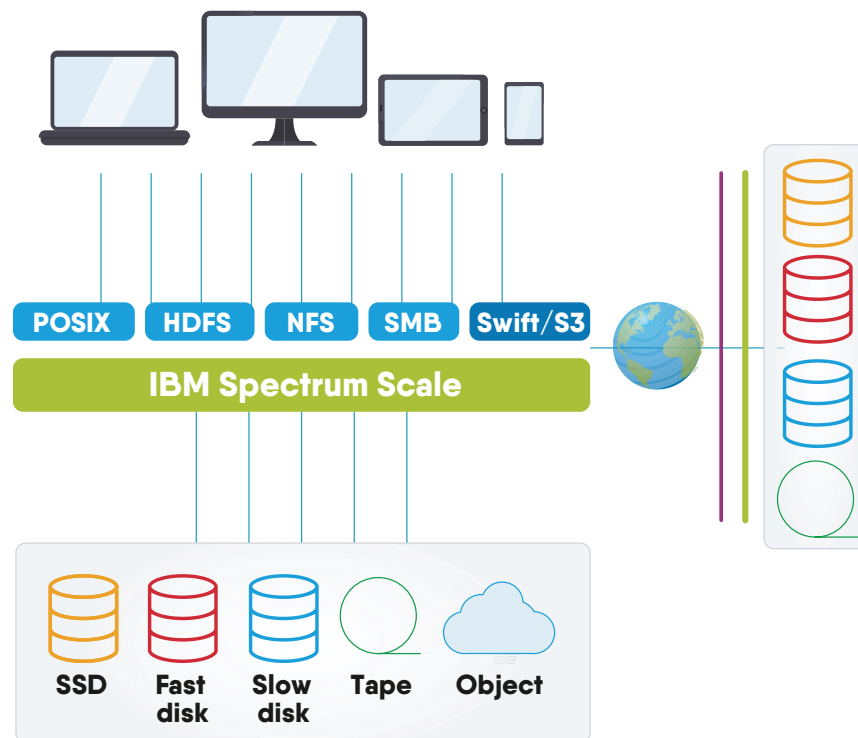 POSIX HDFS NFS SMB Swift/S3
IBM Spectrum Scale
SSD Fast disk Slow disk Tape Object